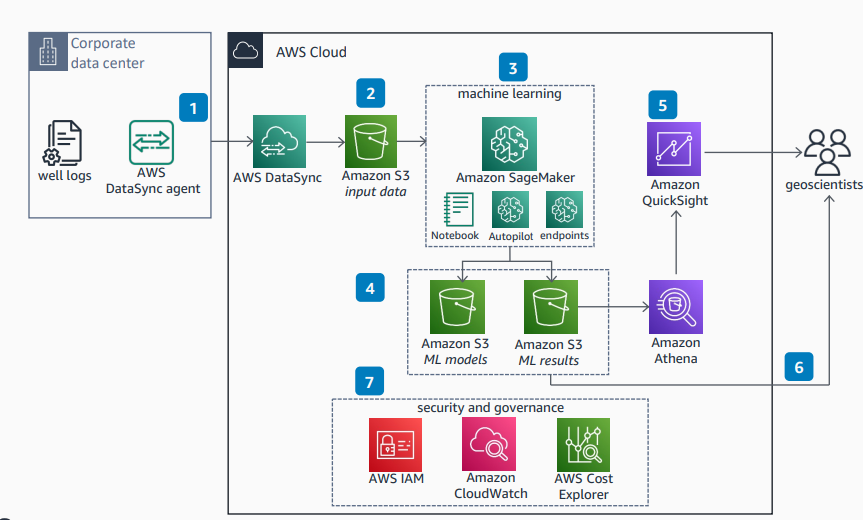 Corporate
data center
AWS Cloud
1
2
3
machine learning
5
well logs
AWS
DataSync agent
AWS DataSync
Amazon S3
input data
Amazon SageMaker
Notebook
Autopilot
endpoints
Amazon
QuickSight
geoscientists
4
Amazon S3
ML models
Amazon S3
ML results
Amazon
Athena
6
7
security and governance
AWS IAM
Amazon
CloudWatch
AWS Cost
Explorer